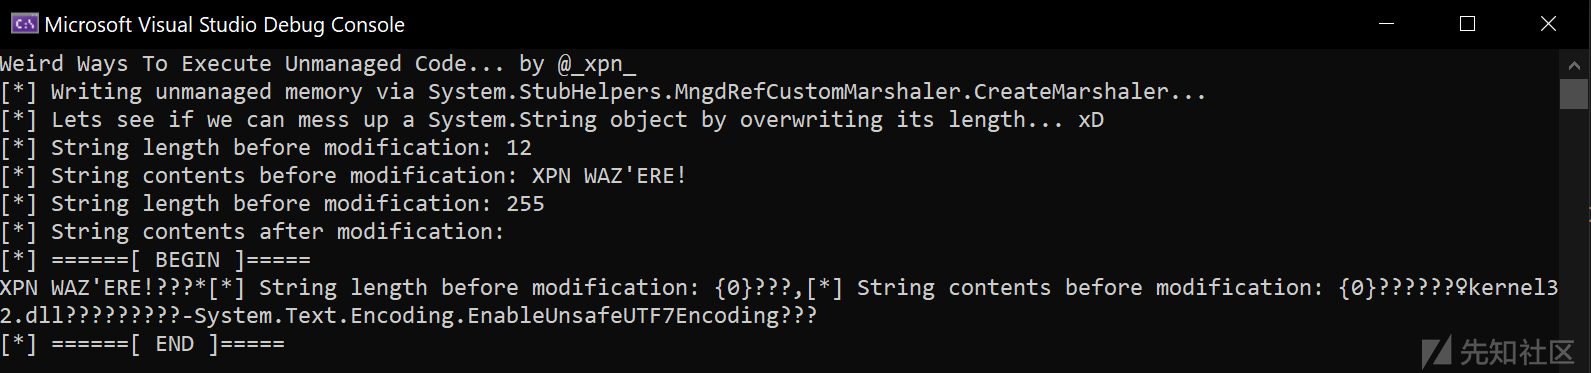 Microsoft Visual Studio Debug Console
Weird Ways To Execute Unmanaged Code... by @_xpn_
[*] Writing unmanaged memory via System.StubHelpers.MngdRefCustomMarshaler.CreateMarshaler...
[*] Lets see if we can mess up a System.String object by overwriting its length... xD
[*] String length before modification: 12
[*] String contents before modification: XPN WAZ'ERE!
[*] String length before modification: 255
[*] String contents after modification:
[*] ======[ BEGIN ]=====
XPN WAZ'ERE!???*[*] String length before modification: {0}???,[*] String contents before modification: {0}??????♀kernel3
2.dll?????????-System.Text.Encoding.EnableUnsafeUTF7Encoding???
[*] ======[ END ]=====
先知社区